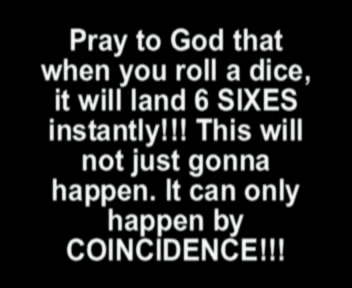 Pray to God that
when you roll a dice,
it will land 6 SIXES
instantly!!! This will
not just gonna
happen. It can only
happen by
COINCIDENCE!!!